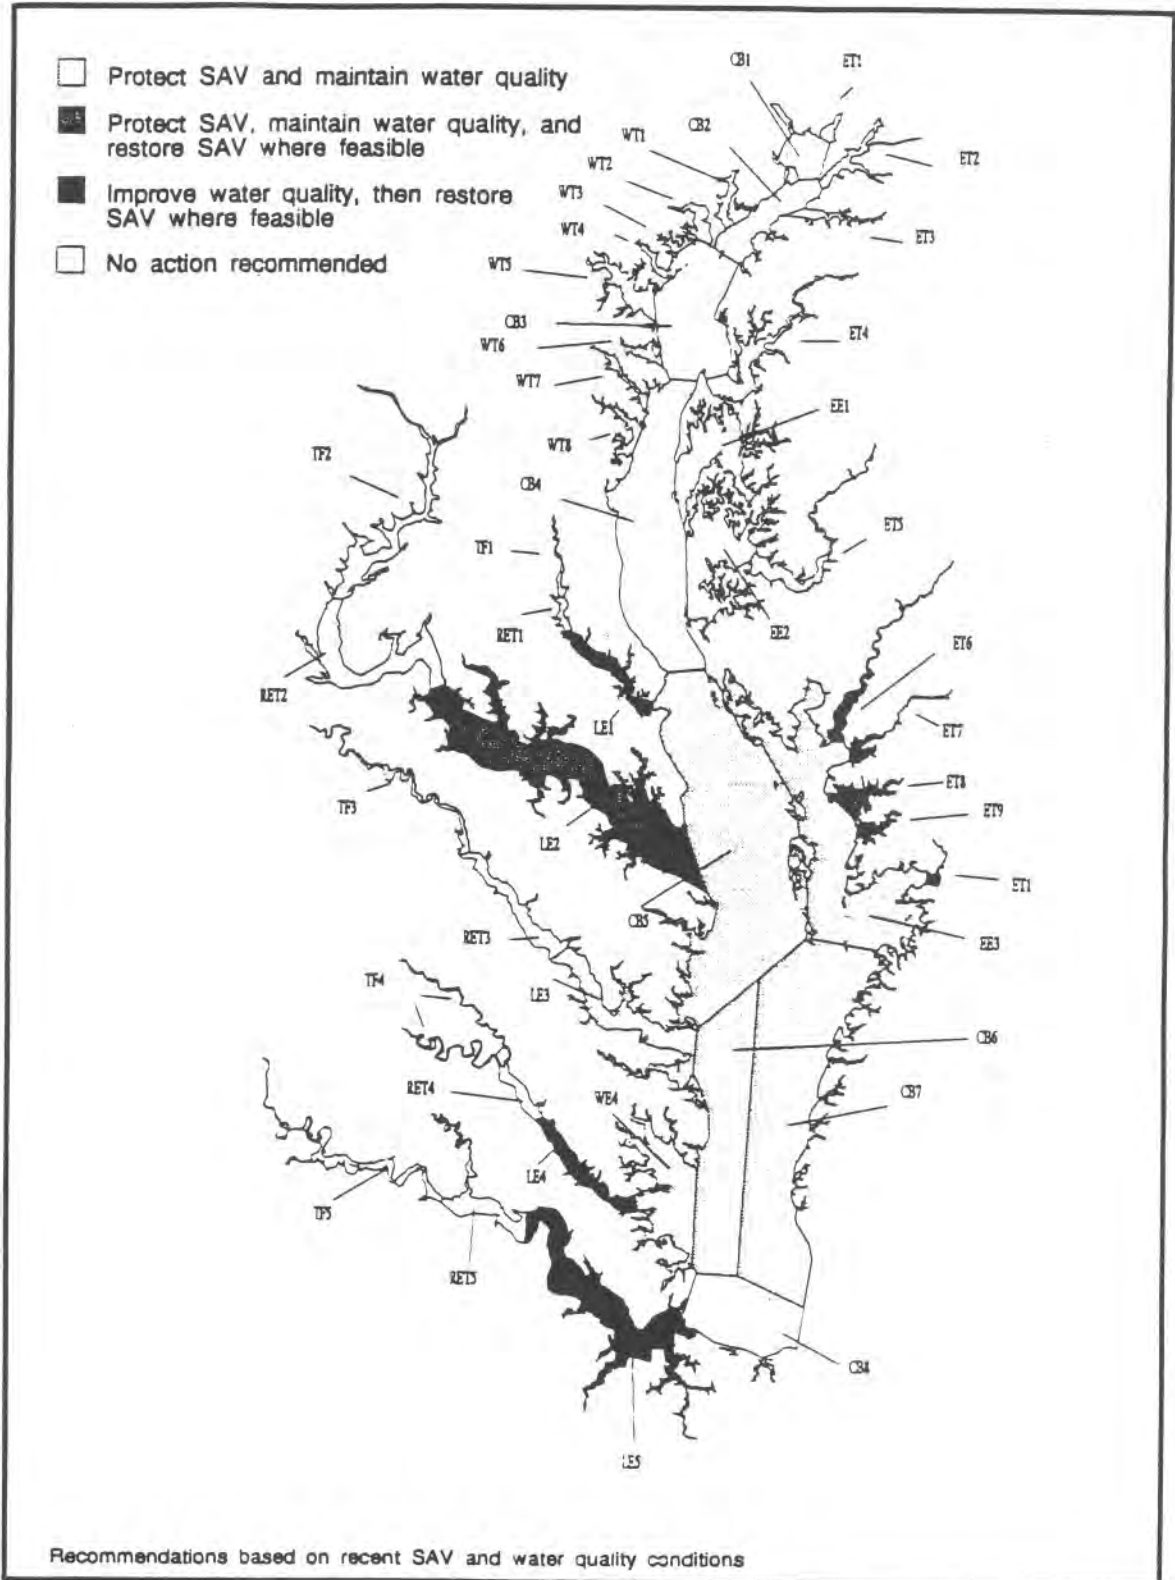 Protect SAV and maintain water quality
Protect SAV, maintain water quality, and
restore SAV where feasible
Improve water quality, then restore
SAV where feasible
No action recommended
CB1
ET1
CB2
WT1
ET2
WT2
WT3
WT4
ET3
WT5
CB3
WT6
ET4
WT7
EE1
WT8
TF2
CB4
ET5
TF1
RET1
EE2
ET6
RET2
LE1
ET7
TF3
ET8
LE2
ET9
ET1
CB5
RET3
EE3
TF4
LE3
CB6
RET4
WE4
CB7
LE4
TF5
RET5
CB8
LE5
Recommendations based on recent SAV and water quality conditions